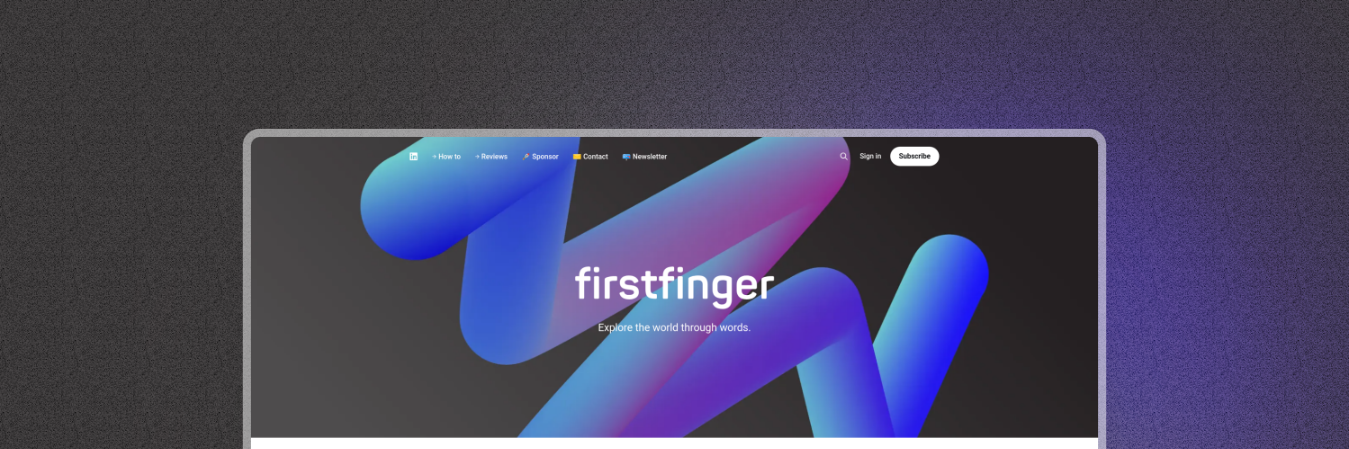 in → How to → Reviews 🎤 Sponsor ✉️ Contact 📪 Newsletter Sign in Subscribe
firstfinger
Explore the world through words.